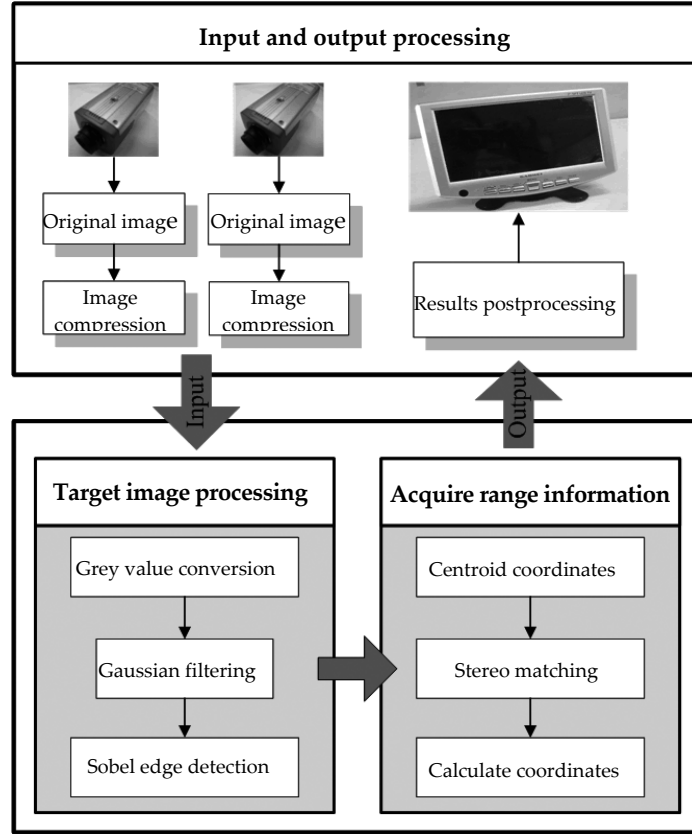 Input and output processing
Original image
Original image
Image
compression
Image
compression
Results postprocessing
Input
Output
Target image processing
Grey value conversion
Gaussian filtering
Sobel edge detection
Acquire range information
Centroid coordinates
Stereo matching
Calculate coordinates